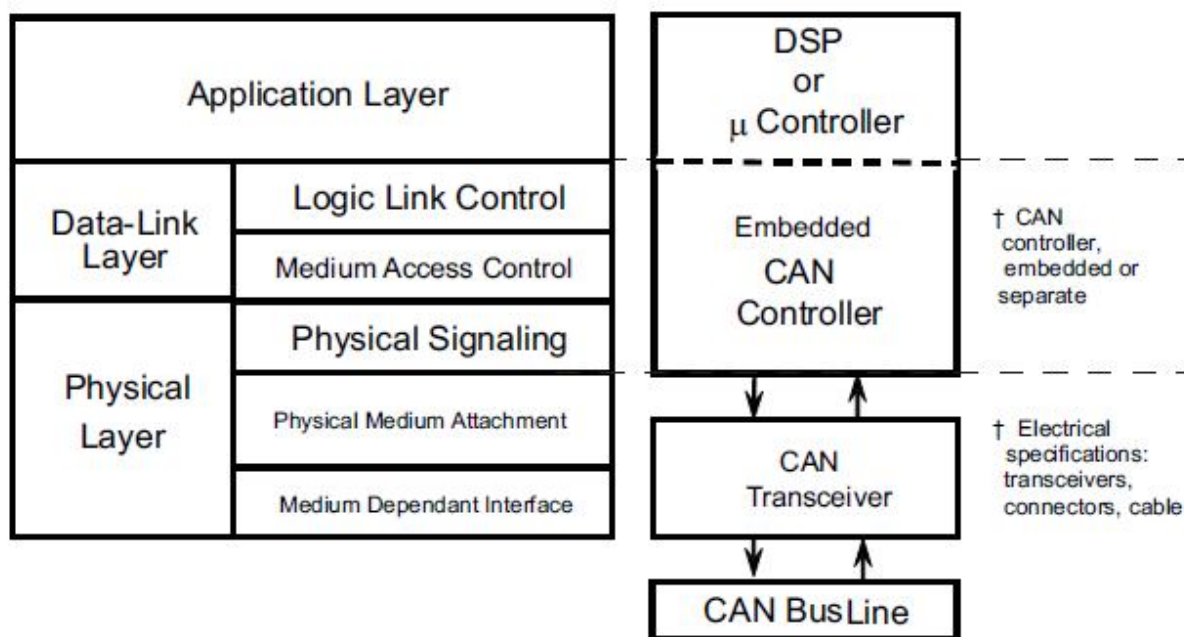 Application Layer
Data-Link
Layer
Logic Link Control
Medium Access Control
Physical
Layer
Physical Signaling
Physical Medium Attachment
Medium Dependant Interface
DSP
or
μ Controller
Embedded
CAN
Controller
CAN
Transceiver
CAN Bus Line
† CAN
controller,
embedded or
separate
† Electrical
specifications:
transceivers,
connectors, cable